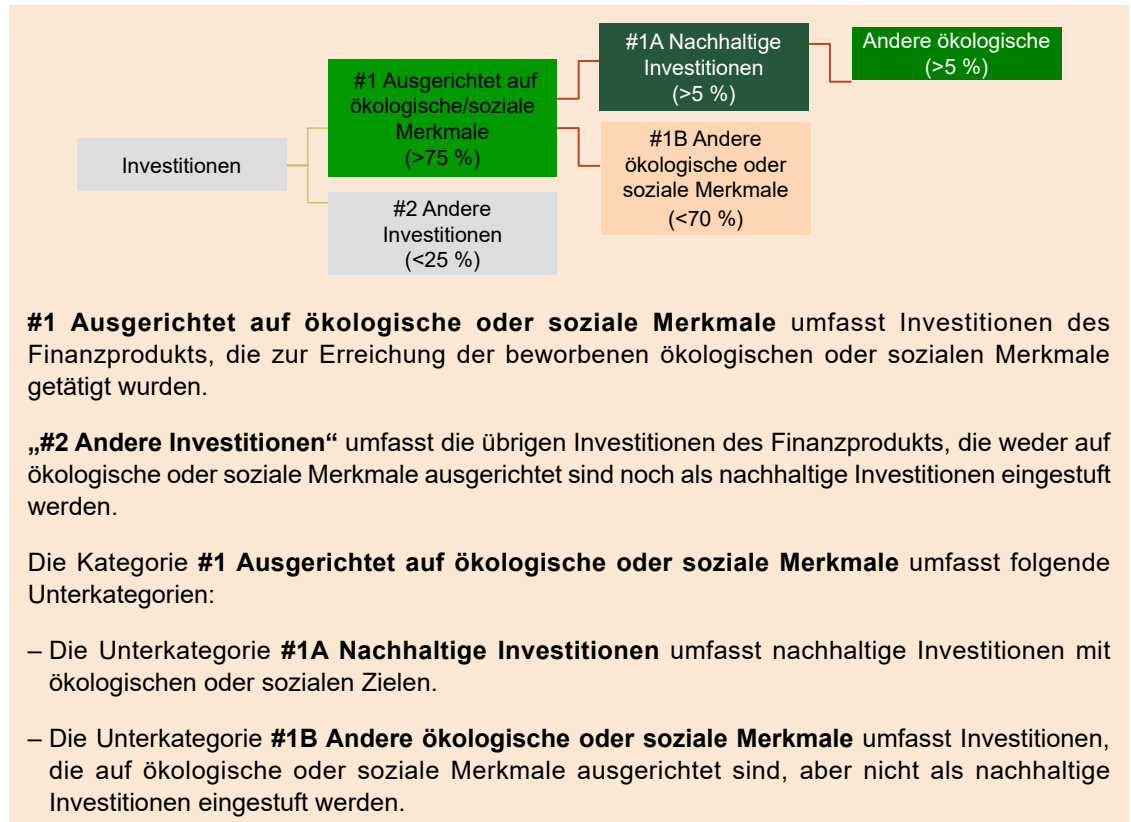 Investitionen
#1 Ausgerichtet auf
ökologische/soziale
Merkmale
(>75 %)
#2 Andere
Investitionen
(<25 %)
#1A Nachhaltige
Investitionen
(>5 %)
#1B Andere
ökologische oder
soziale Merkmale
(<70 %)
Andere ökologische
(>5 %)
#1 Ausgerichtet auf ökologische oder soziale Merkmale umfasst Investitionen des
Finanzprodukts, die zur Erreichung der beworbenen ökologischen oder sozialen Merkmale
getätigt wurden.
„#2 Andere Investitionen“ umfasst die übrigen Investitionen des Finanzprodukts, die weder auf
ökologische oder soziale Merkmale ausgerichtet sind noch als nachhaltige Investitionen eingestuft
werden.
Die Kategorie #1 Ausgerichtet auf ökologische oder soziale Merkmale umfasst folgende
Unterkategorien:
– Die Unterkategorie #1A Nachhaltige Investitionen umfasst nachhaltige Investitionen mit
ökologischen oder sozialen Zielen.
– Die Unterkategorie #1B Andere ökologische oder soziale Merkmale umfasst Investitionen,
die auf ökologische oder soziale Merkmale ausgerichtet sind, aber nicht als nachhaltige
Investitionen eingestuft werden.